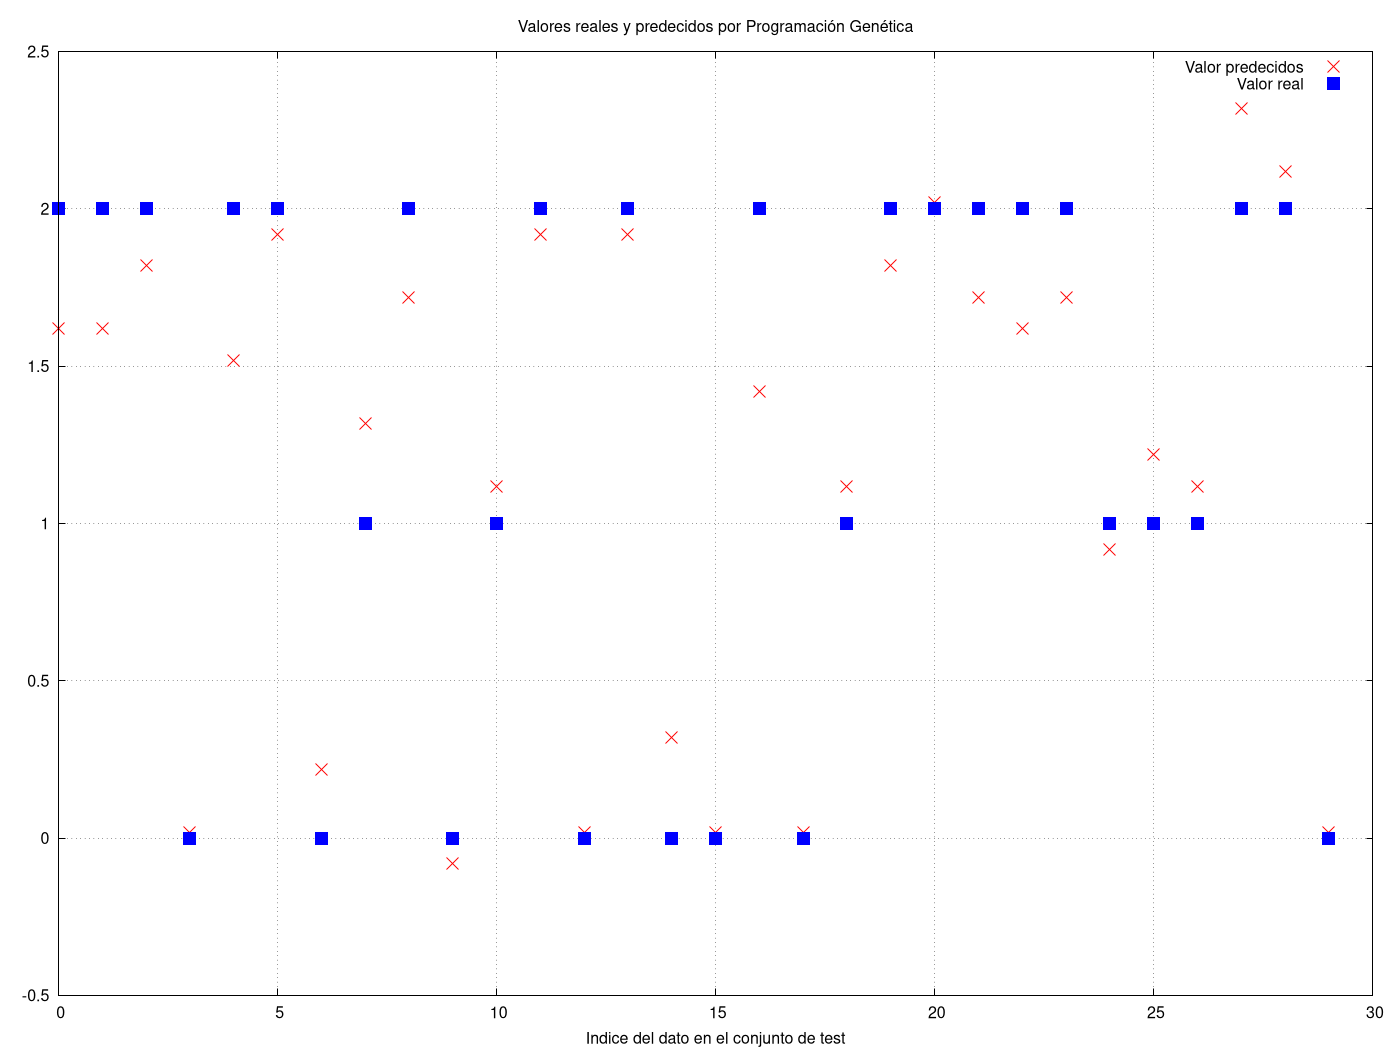 Valores reales y predecidos por Programación Genética
2.5
Valor predecidos
Valor real
2
1.5
1
0.5
0
-0.5
0 5 10 15 20 25 30
Indice del dato en el conjunto de test